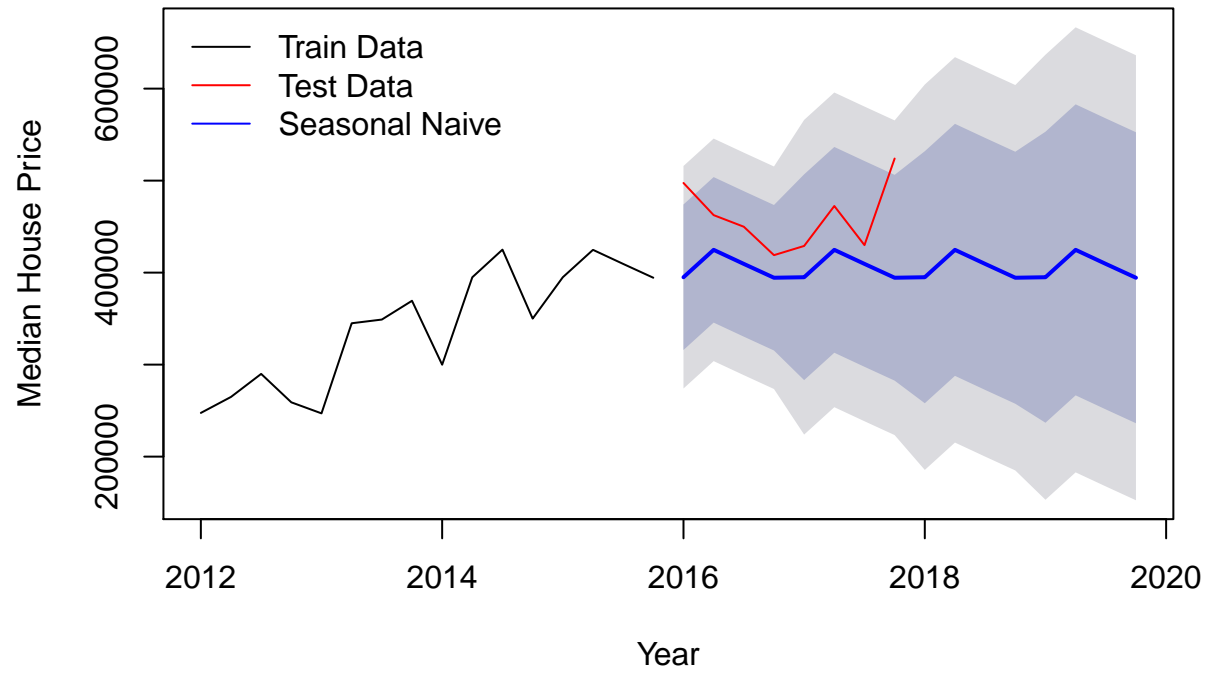 Train Data
Test Data
Seasonal Naive
Median House Price
600000
400000
200000
2012 2014 2016 2018 2020
Year